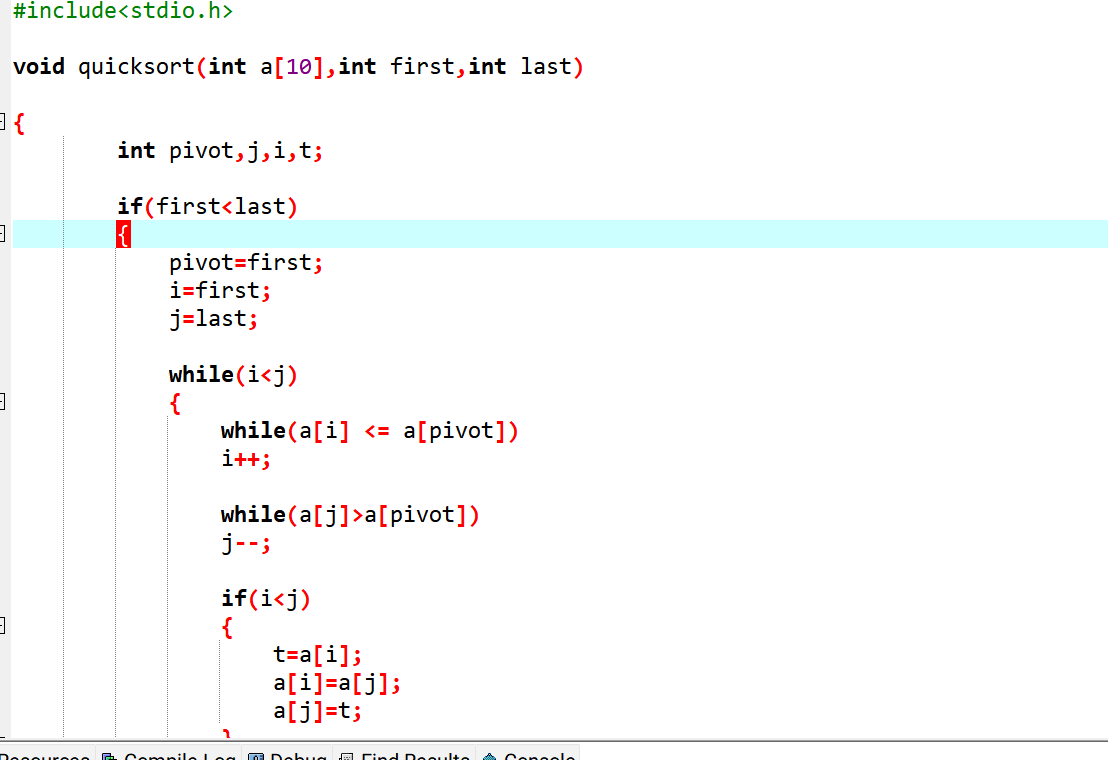 #include<stdio.h>
void quicksort(int a[10],int first,int last)
{
int pivot,j,i,t;
if(first<last)
{
pivot=first;
i=first;
j=last;
while(i<j)
{
while(a[i] <= a[pivot])
i++;
while(a[j]>a[pivot])
j--;
if(i<j)
{
t=a[i];
a[i]=a[j];
a[j]=t;
}
Resources Compile Log Debug Find Results Console